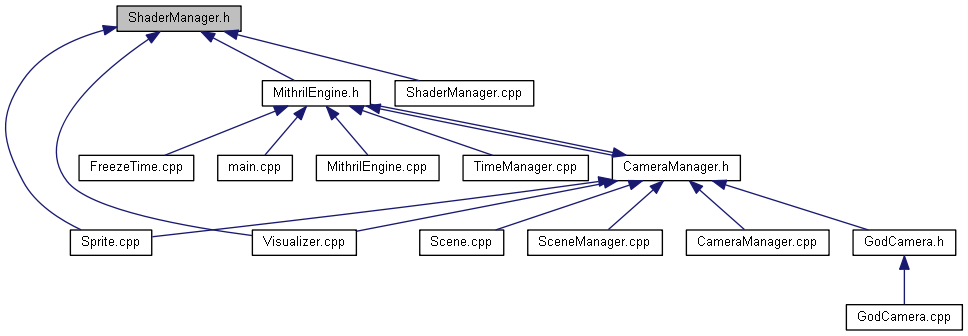 ShaderManager.h
MithrilEngine.h
ShaderManager.cpp
FreezeTime.cpp
main.cpp
MithrilEngine.cpp
TimeManager.cpp
CameraManager.h
Sprite.cpp
Visualizer.cpp
Scene.cpp
SceneManager.cpp
CameraManager.cpp
GodCamera.h
GodCamera.cpp